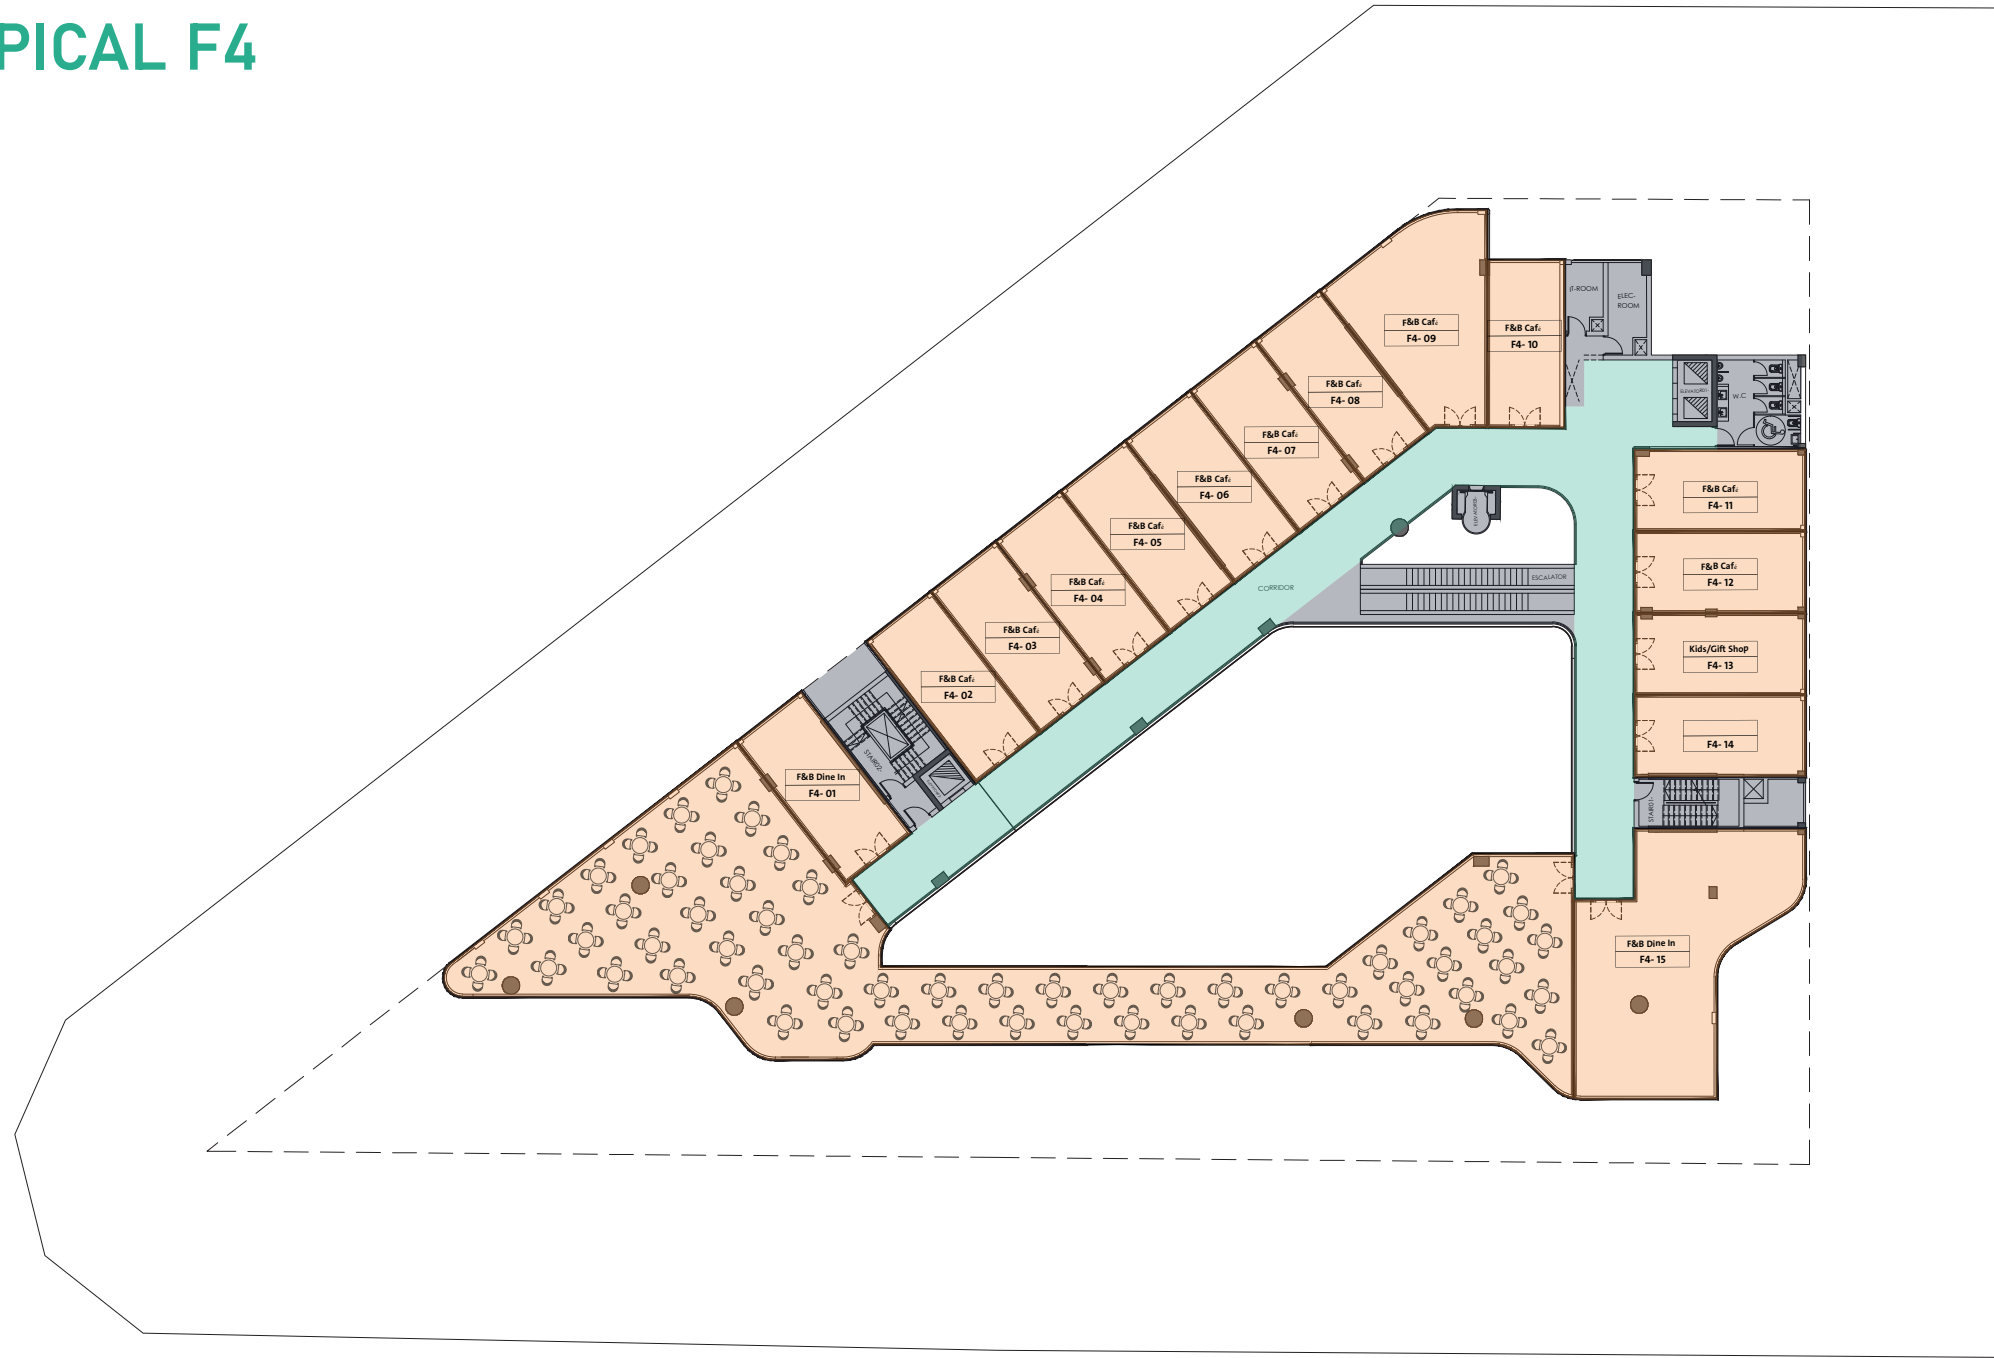 PICAL F4
F&B Café
F4- 09
F&B Café
F4- 10
IT-ROOM
ELEC-
ROOM
F&B Café
F4- 08
W.C
F&B Café
F4- 07
F&B Café
F4- 06
F&B Café
F4- 11
F&B Café
F4- 05
F&B Café
F4- 12
ESCALATOR
CORRIDOR
F&B Café
F4- 04
F&B Café
F4- 03
Kids/Gift Shop
F4- 13
F&B Café
F4- 02
F4- 14
STAIR02-
F&B Dine In
F4- 01
STAIR01-
F&B Dine In
F4- 15